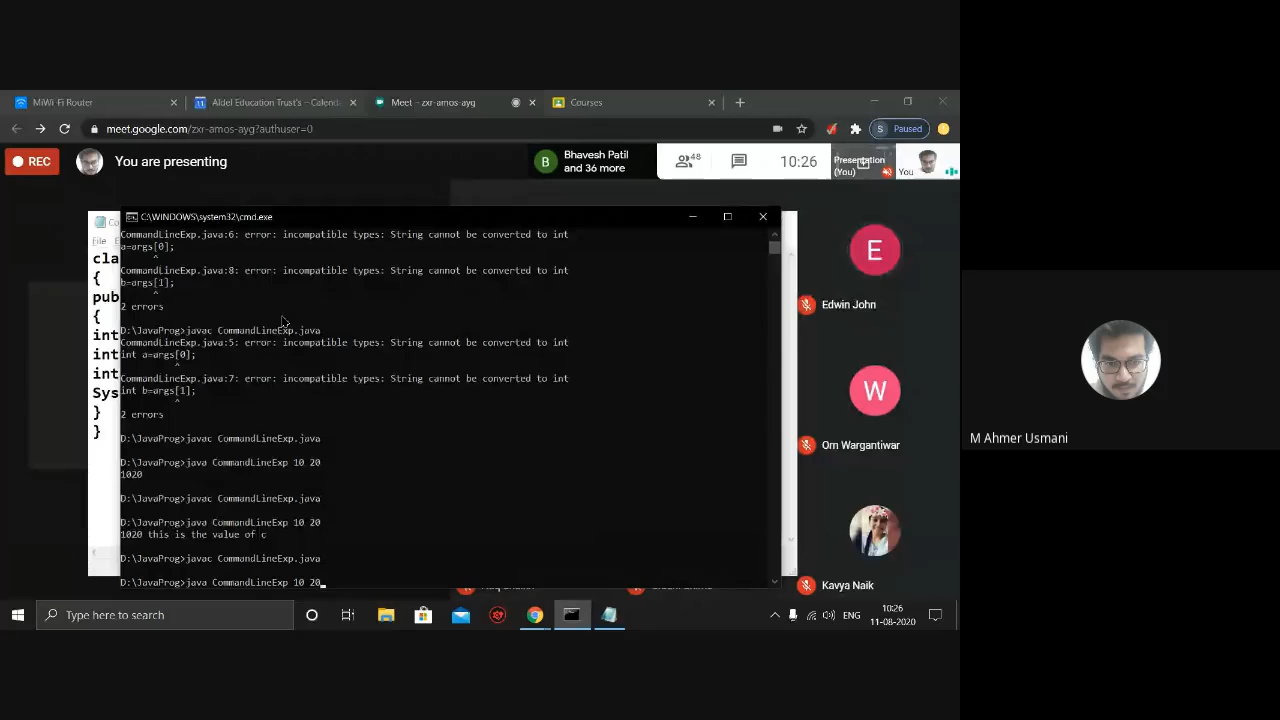 MiWi-Fi Router
Aldel Education Trust's – Calenda
Meet – zxr-amos-ayg
Courses
meet.google.com/zxr-amos-ayg?authuser=0
S Paused
REC
You are presenting
B
Bhavesh Patil
and 36 more
48
10:26
Presentation
(You)
You
C:\WINDOWS\system32\cmd.exe
Co
File
cla
{
pub
{
int
int
int
Sys
}
}
CommandLineExp.java:6: error: incompatible types: String cannot be converted to int
a=args[0];
^
CommandLineExp.java:8: error: incompatible types: String cannot be converted to int
b=args[1];
^
2 errors
D:\JavaProg>javac CommandLineExp.java
CommandLineExp.java:5: error: incompatible types: String cannot be converted to int
int a=args[0];
^
CommandLineExp.java:7: error: incompatible types: String cannot be converted to int
int b=args[1];
^
2 errors
D:\JavaProg>javac CommandLineExp.java
D:\JavaProg>java CommandLineExp 10 20
1020
D:\JavaProg>javac CommandLineExp.java
D:\JavaProg>java CommandLineExp 10 20
1020 this is the value of c
D:\JavaProg>javac CommandLineExp.java
D:\JavaProg>java CommandLineExp 10 20
E
Edwin John
W
Om Wargantiwar
Kavya Naik
M Ahmer Usmani
Type here to search
ENG
10:26
11-08-2020